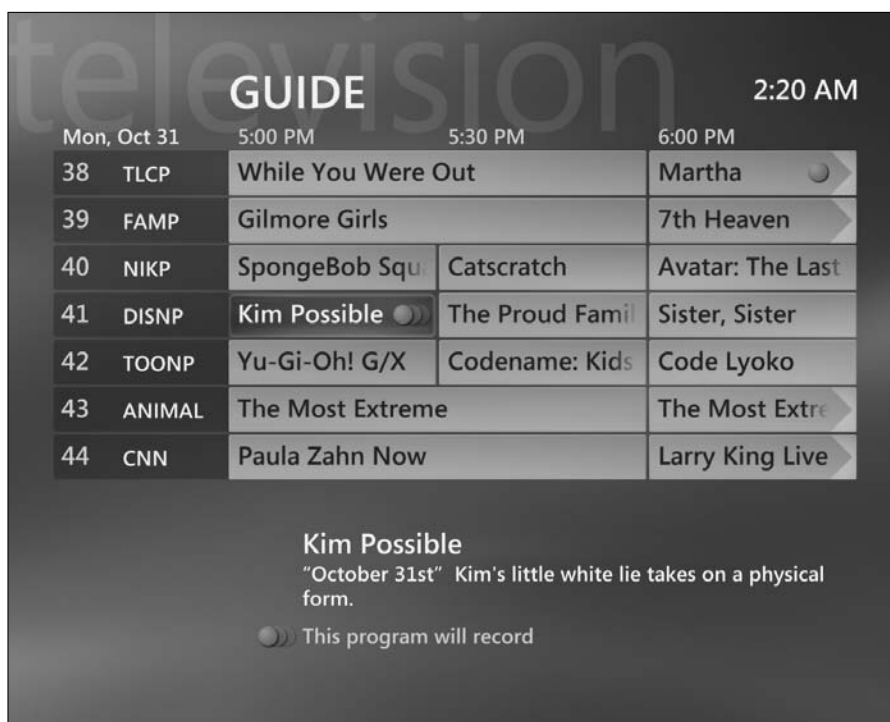 television
GUIDE
2:20 AM
Mon, Oct 31 5:00 PM 5:30 PM 6:00 PM
38 TLCP While You Were Out Martha
39 FAMP Gilmore Girls 7th Heaven
40 NIKP SpongeBob Squ Catscratch Avatar: The Last
41 DISNP Kim Possible The Proud Famil Sister, Sister
42 TOONP Yu-Gi-Oh! G/X Codename: Kids Code Lyoko
43 ANIMAL The Most Extreme The Most Extre
44 CNN Paula Zahn Now Larry King Live
Kim Possible
“October 31st” Kim's little white lie takes on a physical
form.
This program will record